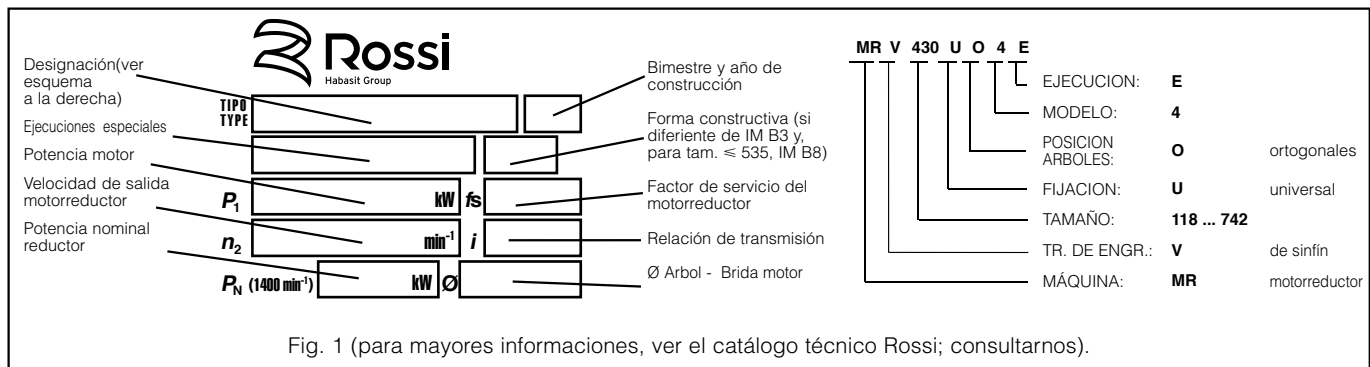 Rossi
Habasit Group
Designación(ver
esquema
a la derecha)
Ejecuciones especiales
Potencia motor
Velocidad de salida
motorreductor
Potencia nominal
reductor
TIPO
TYPE
P1 kW fs
n2 min-1 i
PN (1400 min-1) kW Ø
Bimestre y año de
construcción
Forma constructiva (si
diferiente de IM B3 y,
para tam. ⩽ 535, IM B8)
Factor de servicio del
motorreductor
Relación de transmisión
Ø Arbol - Brida motor
MR V 430 U O 4 E
EJECUCION: E
MODELO: 4
POSICION
ARBOLES: O ortogonales
FIJACION: U universal
TAMAÑO: 118 ... 742
TR. DE ENGR.: V de sinfín
MÁQUINA: MR motorreductor
Fig. 1 (para mayores informaciones, ver el catálogo técnico Rossi; consultarnos).